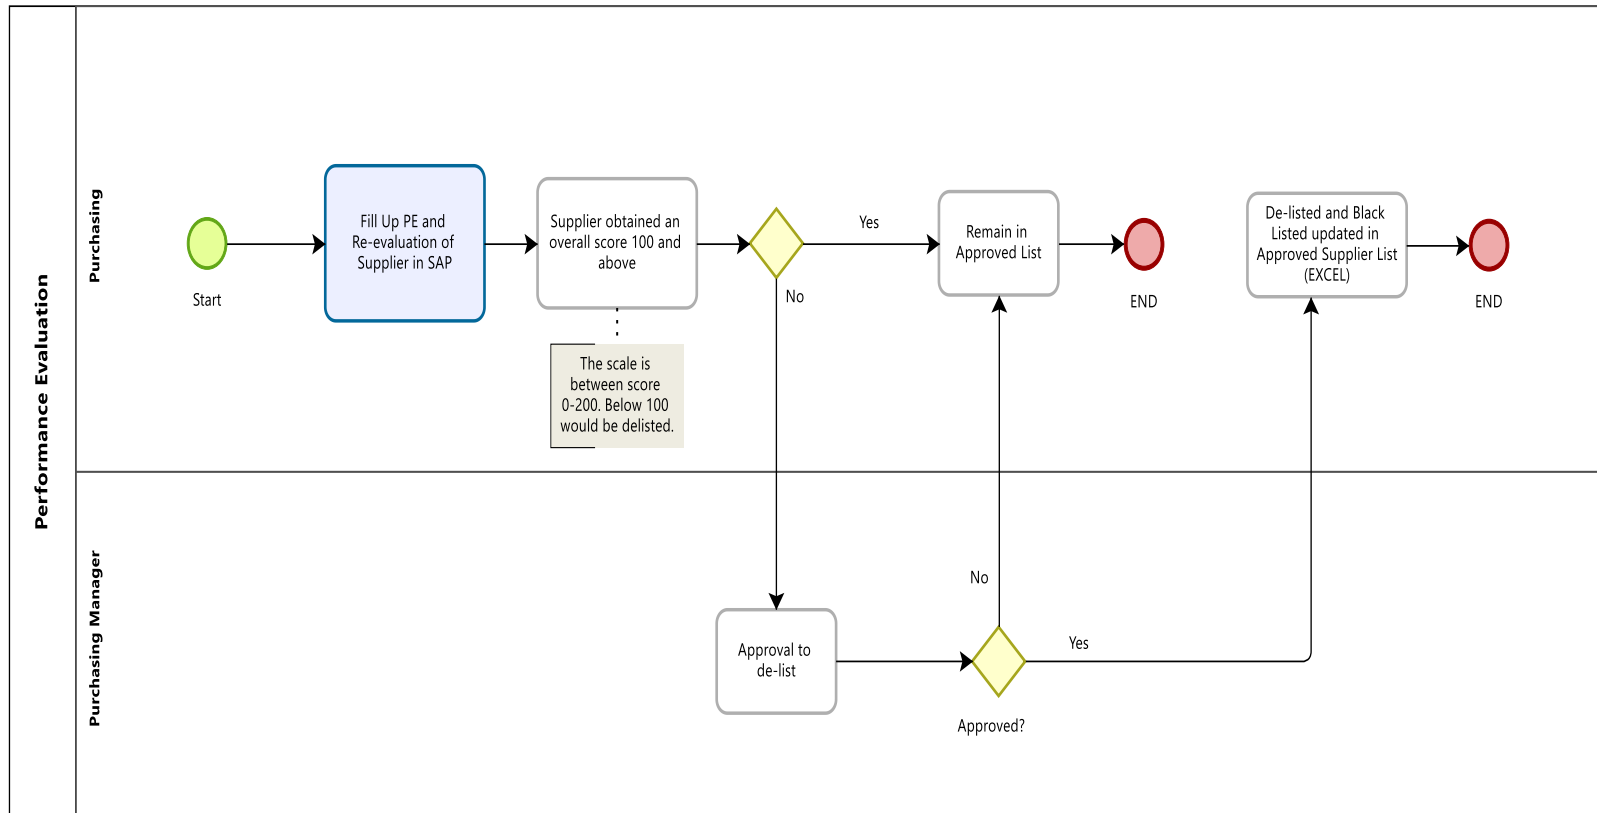 Performance Evaluation
Purchasing
Start
Fill Up PE and
Re-evaluation of
Supplier in SAP
Supplier obtained an
overall score 100 and
above
The scale is
between score
0-200. Below 100
would be delisted.
Yes
No
Remain in
Approved List
END
De-listed and Black
Listed updated in
Approved Supplier List
(EXCEL)
END
Purchasing Manager
Approval to
de-list
No
Yes
Approved?